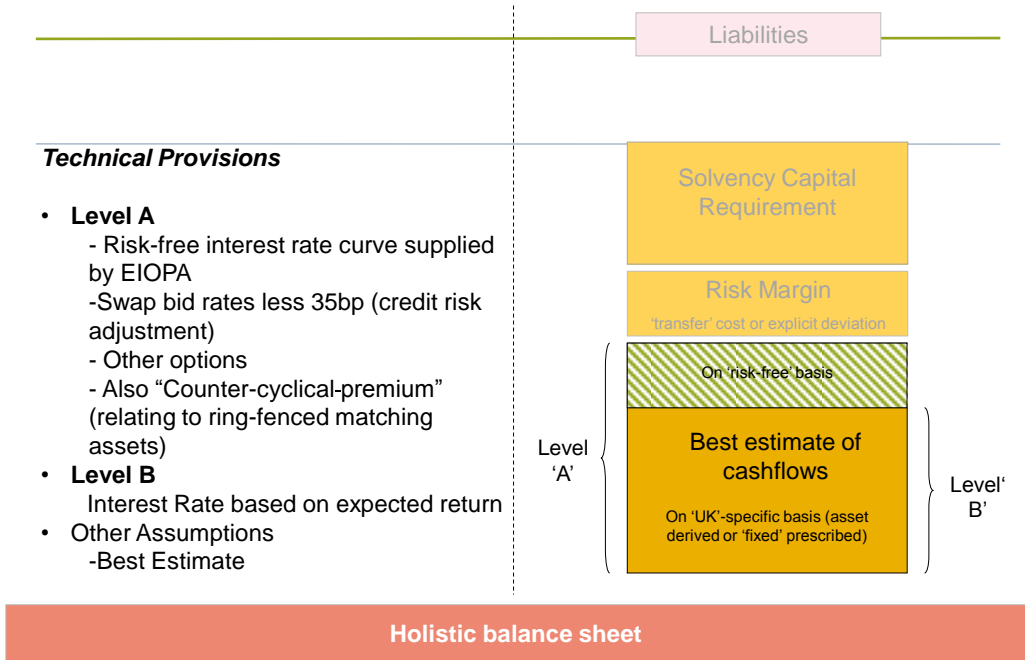 Liabilities
Technical Provisions
• Level A
- Risk-free interest rate curve supplied
by EIOPA
-Swap bid rates less 35bp (credit risk
adjustment)
- Other options
- Also “Counter-cyclical-premium”
(relating to ring-fenced matching
assets)
• Level B
Interest Rate based on expected return
• Other Assumptions
-Best Estimate
Solvency Capital
Requirement
Risk Margin
‘transfer’ cost or explicit deviation
On ‘risk-free’ basis
Level
‘A’
Best estimate of
cashflows
On ‘UK’-specific basis (asset
derived or ‘fixed’ prescribed)
Level‘
B’
Holistic balance sheet